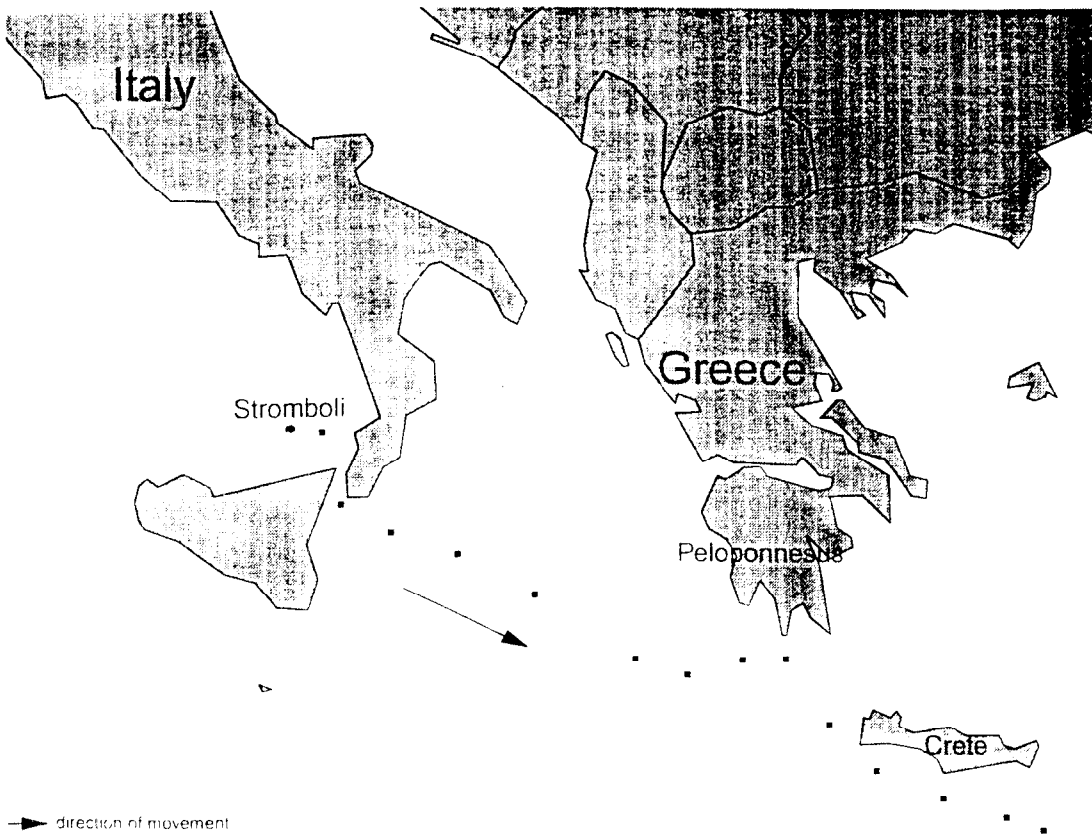 Italy
Greece
Stromboli
Peloponnesus
Crete
direction of movement